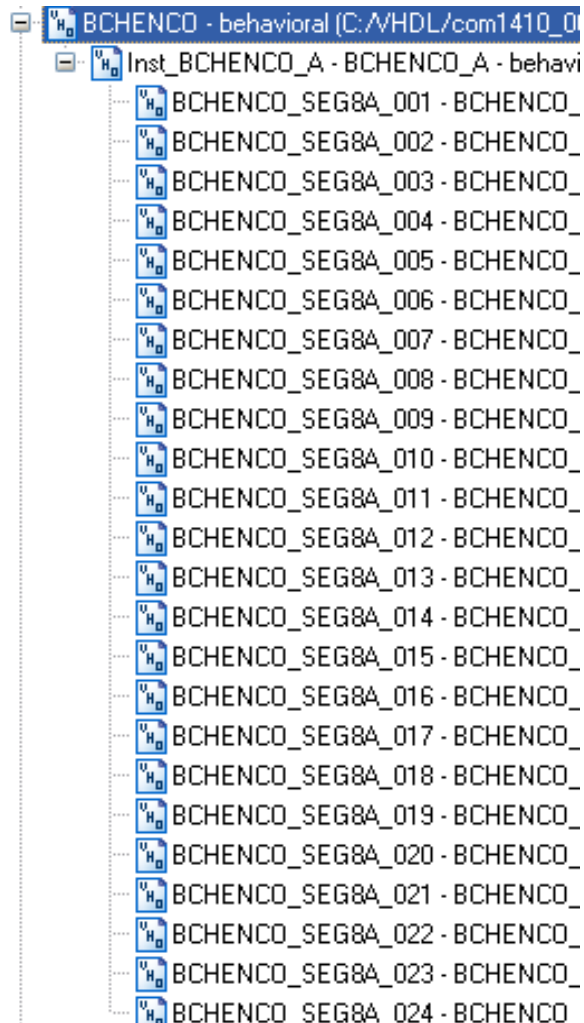 BCHENCO - behavioral (C:/VHDL/com1410_0
Inst_BCHENCO_A - BCHENCO_A - behavi
BCHENCO_SEG8A_001 - BCHENCO_
BCHENCO_SEG8A_002 - BCHENCO_
BCHENCO_SEG8A_003 - BCHENCO_
BCHENCO_SEG8A_004 - BCHENCO_
BCHENCO_SEG8A_005 - BCHENCO_
BCHENCO_SEG8A_006 - BCHENCO_
BCHENCO_SEG8A_007 - BCHENCO_
BCHENCO_SEG8A_008 - BCHENCO_
BCHENCO_SEG8A_009 - BCHENCO_
BCHENCO_SEG8A_010 - BCHENCO_
BCHENCO_SEG8A_011 - BCHENCO_
BCHENCO_SEG8A_012 - BCHENCO_
BCHENCO_SEG8A_013 - BCHENCO_
BCHENCO_SEG8A_014 - BCHENCO_
BCHENCO_SEG8A_015 - BCHENCO_
BCHENCO_SEG8A_016 - BCHENCO_
BCHENCO_SEG8A_017 - BCHENCO_
BCHENCO_SEG8A_018 - BCHENCO_
BCHENCO_SEG8A_019 - BCHENCO_
BCHENCO_SEG8A_020 - BCHENCO_
BCHENCO_SEG8A_021 - BCHENCO_
BCHENCO_SEG8A_022 - BCHENCO_
BCHENCO_SEG8A_023 - BCHENCO_
BCHENCO_SEG8A_024 - BCHENCO_